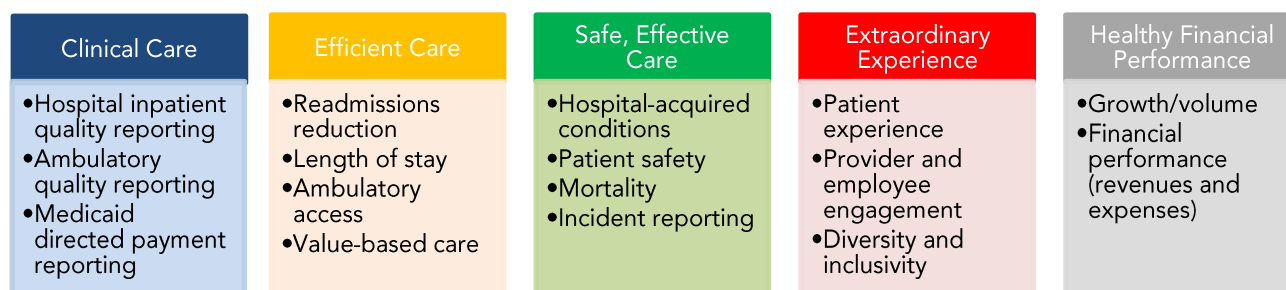 Clinical Care
•Hospital inpatient
quality reporting
•Ambulatory
quality reporting
•Medicaid
directed payment
reporting
Efficient Care
•Readmissions
reduction
•Length of stay
•Ambulatory
access
•Value-based care
Safe, Effective
Care
•Hospital-acquired
conditions
•Patient safety
•Mortality
•Incident reporting
Extraordinary
Experience
•Patient
experience
•Provider and
employee
engagement
•Diversity and
inclusivity
Healthy Financial
Performance
•Growth/volume
•Financial
performance
(revenues and
expenses)